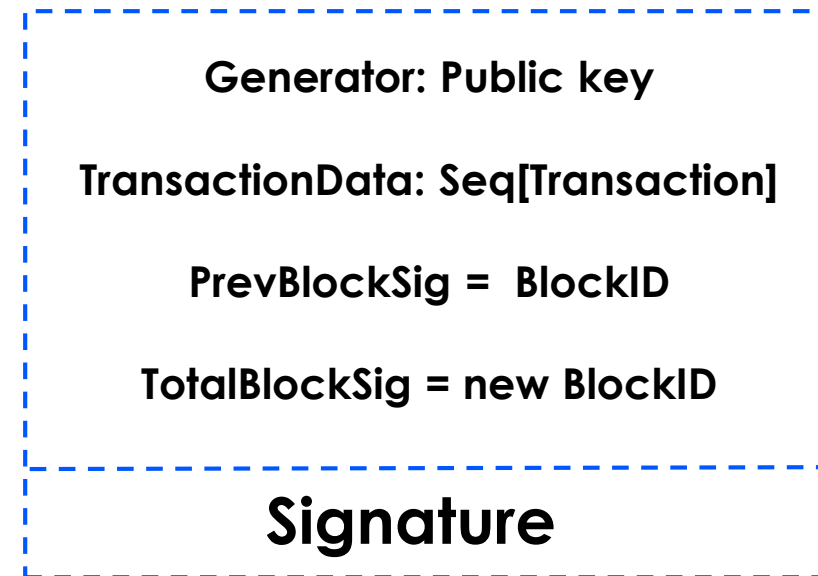 Generator: Public key
TransactionData: Seq[Transaction]
PrevBlockSig = BlockID
TotalBlockSig = new BlockID
Signature